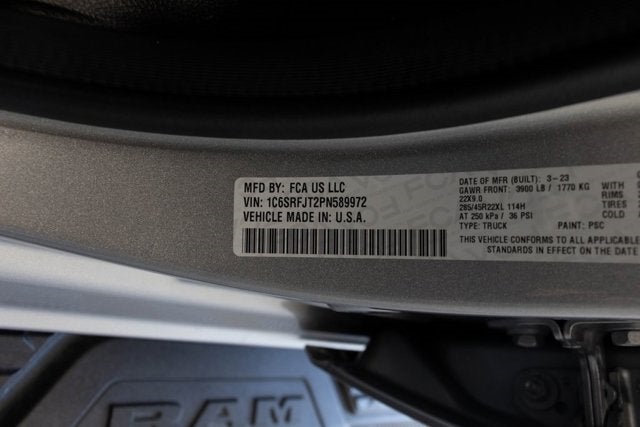 MFD BY: FCA US LLC
VIN: 1C6SRFJT2PN589972
VEHICLE MADE IN: U.S.A.
DATE OF MFR (BUILT): 3-23
GAWR FRONT: 3900 LB / 1770 KG WITH
22X9.0 RIMS
285/45R22XL 114H TIRES
AT 250 kPa / 36 PSI COLD
TYPE: TRUCK PAINT: PSC
THIS VEHICLE CONFORMS TO ALL APPLICABLE
STANDARDS IN EFFECT ON THE DATE
RAM